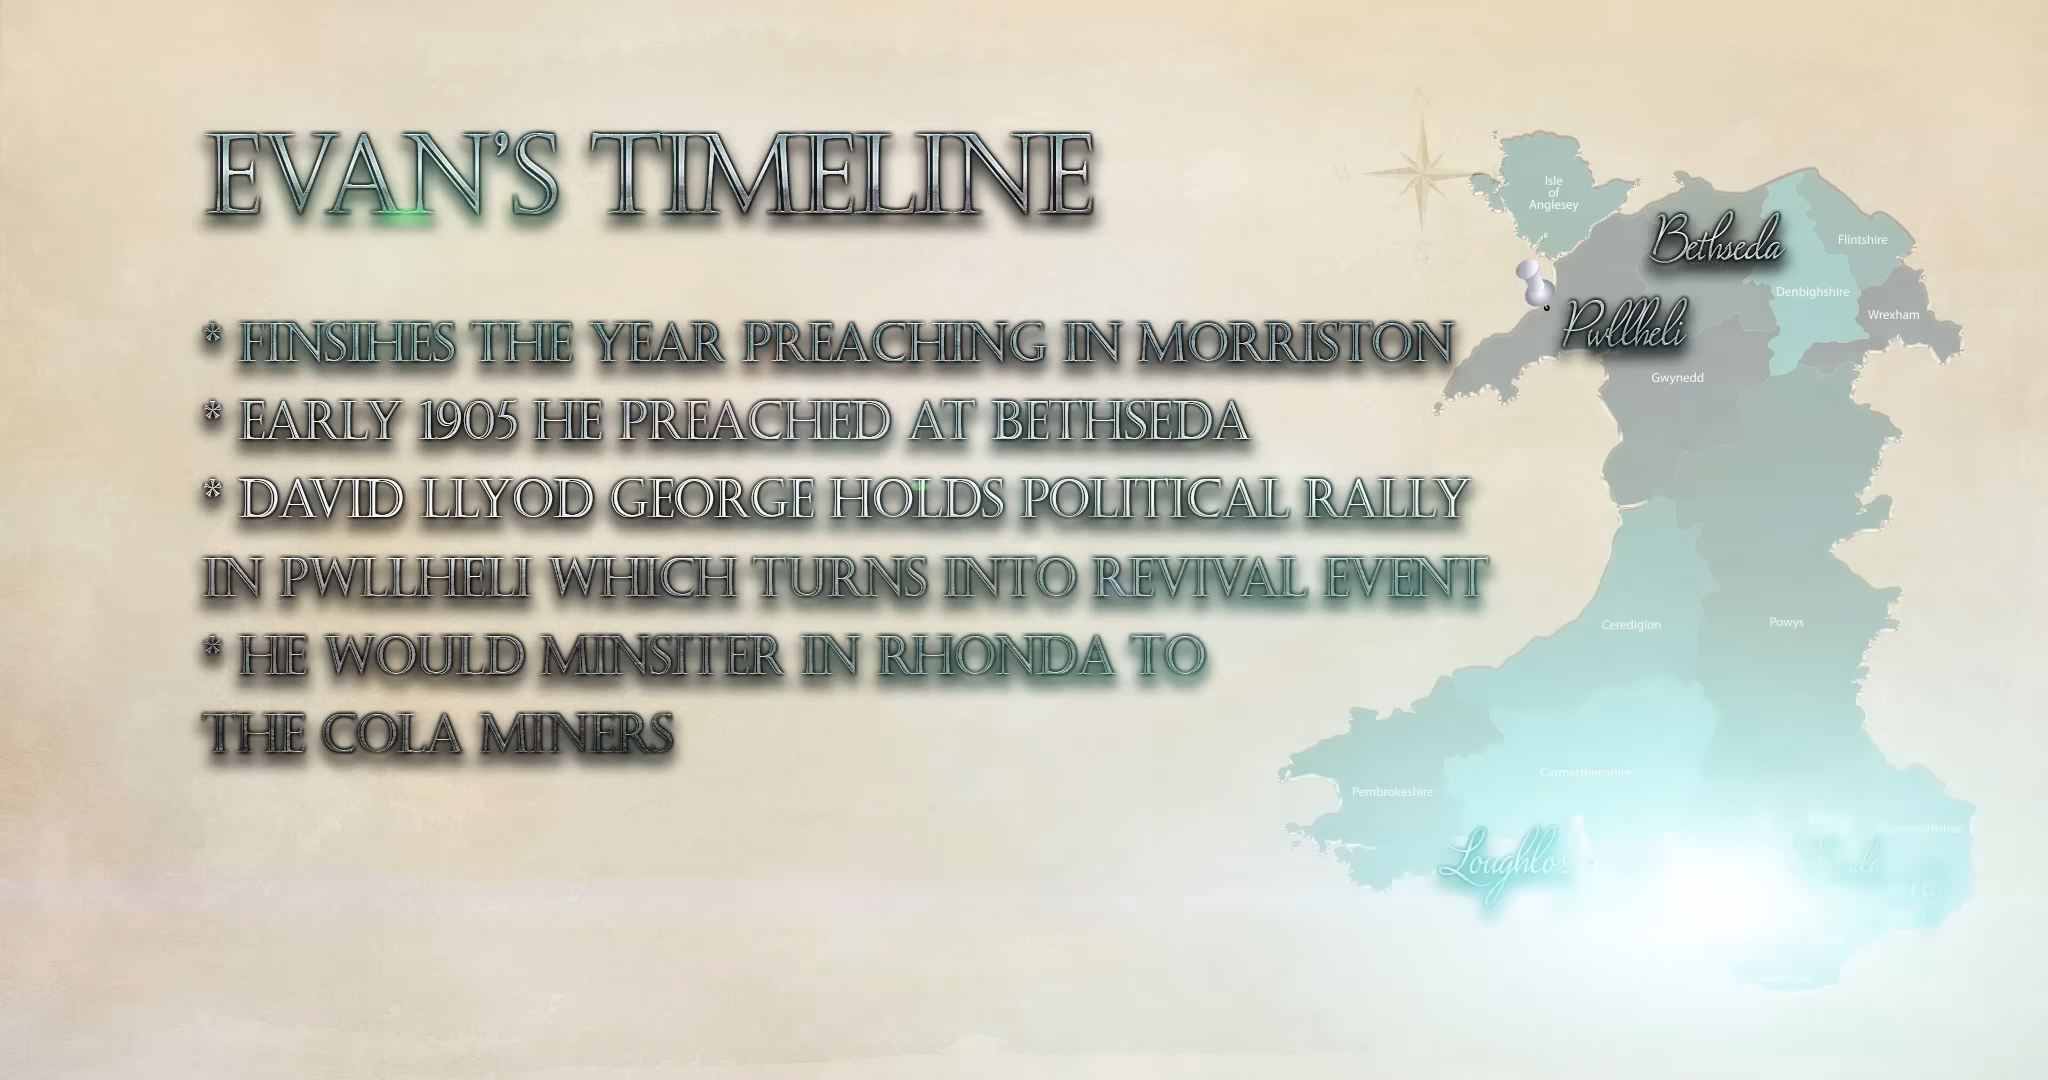 EVAN'S TIMELINE
* FINSIHES THE YEAR PREACHING IN MORRISTON
* EARLY 1905 HE PREACHED AT BETHSEDA
* DAVID LLYOD GEORGE HOLDS POLITICAL RALLY
IN PWLLHELI WHICH TURNS INTO REVIVAL EVENT
* HE WOULD MINSITER IN RHONDA TO
THE COLA MINERS
N
W
S
Isle
of
Anglesey
Bethseda
Flintshire
Denbighshire
Pwllheli
Wrexham
Gwynedd
Ceredigion
Powys
Carmarthenshire
Pembrokeshire